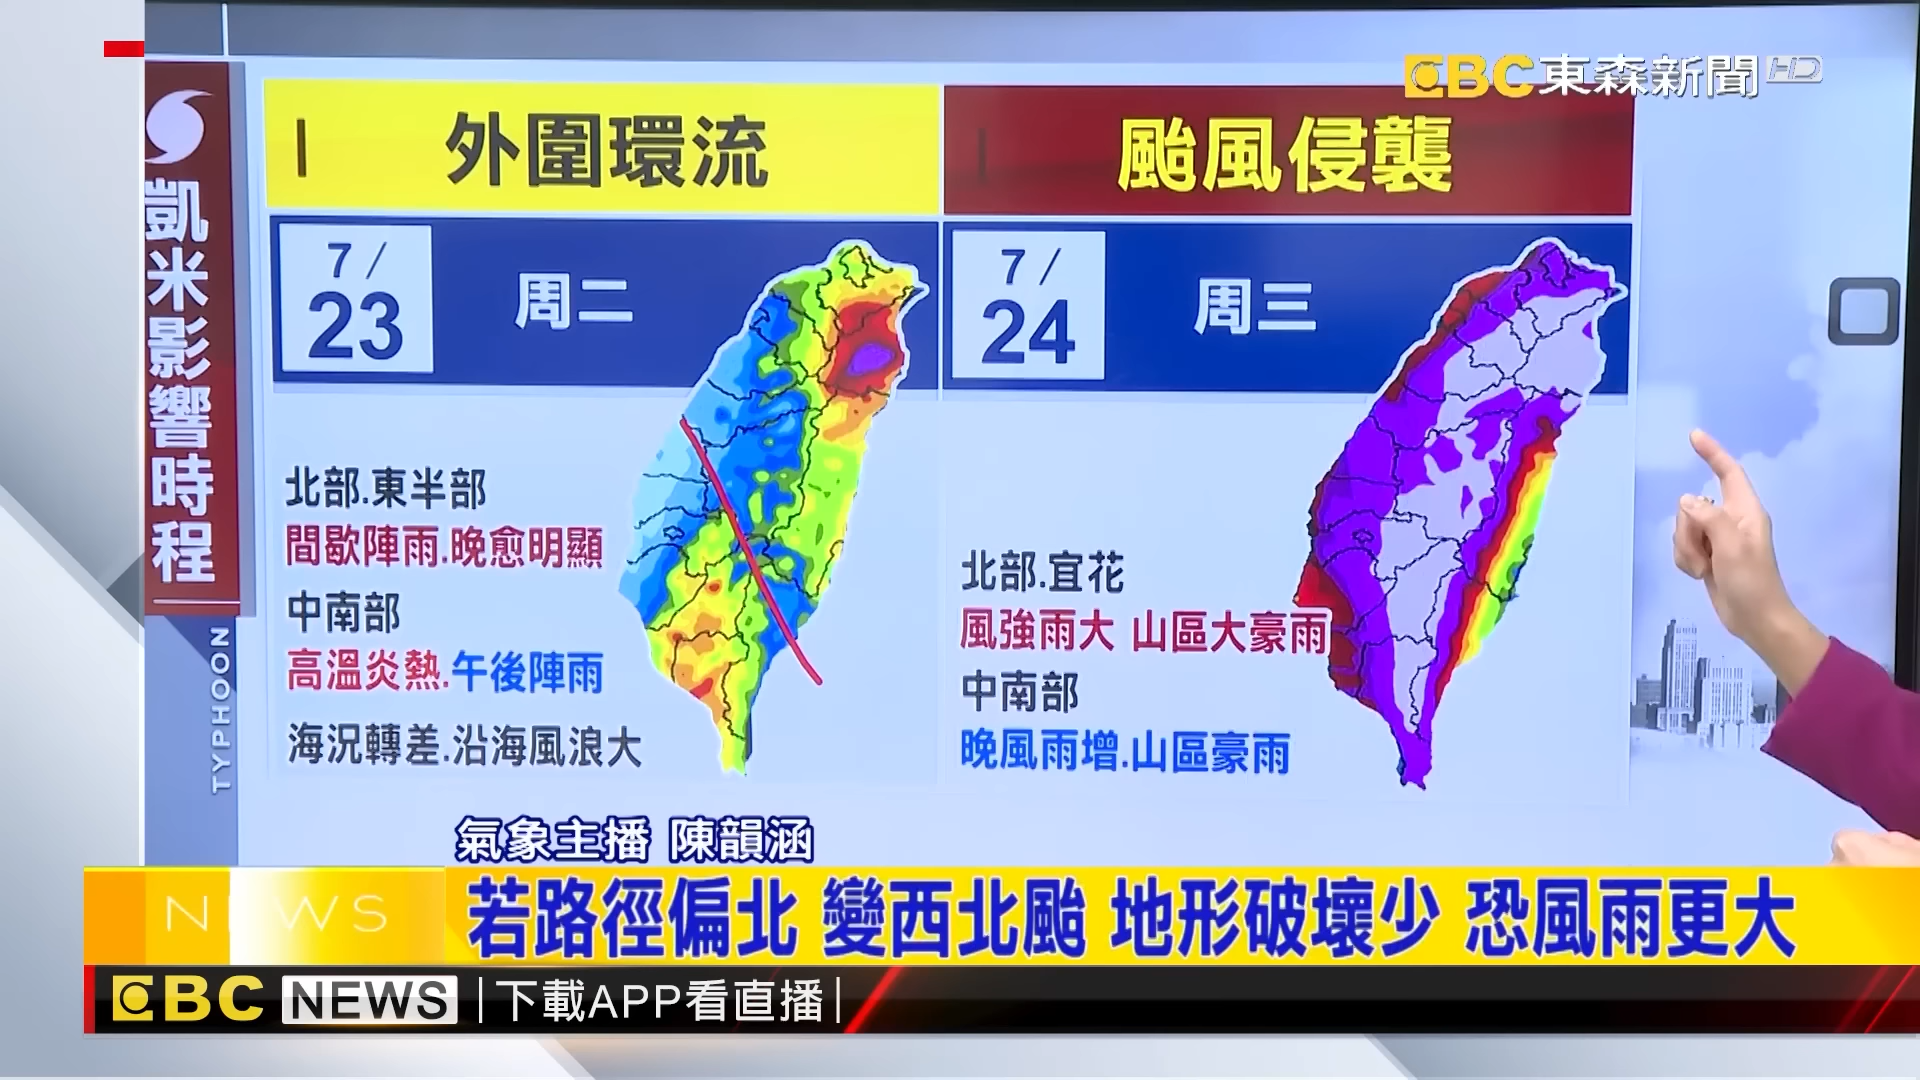 EBC東森新聞HD
凱米影響時程
TYPHOON
外圍環流
7/
23
周二
北部.東半部
間歇陣雨.晚愈明顯
中南部
高溫炎熱.午後陣雨
海況轉差.沿海風浪大
颱風侵襲
7/
24
周三
北部.宜花
風強雨大 山區大豪雨
中南部
晚風雨增.山區豪雨
氣象主播 陳韻涵
NEWS
若路徑偏北 變西北颱 地形破壞少 恐風雨更大
EBC NEWS |下載APP看直播|